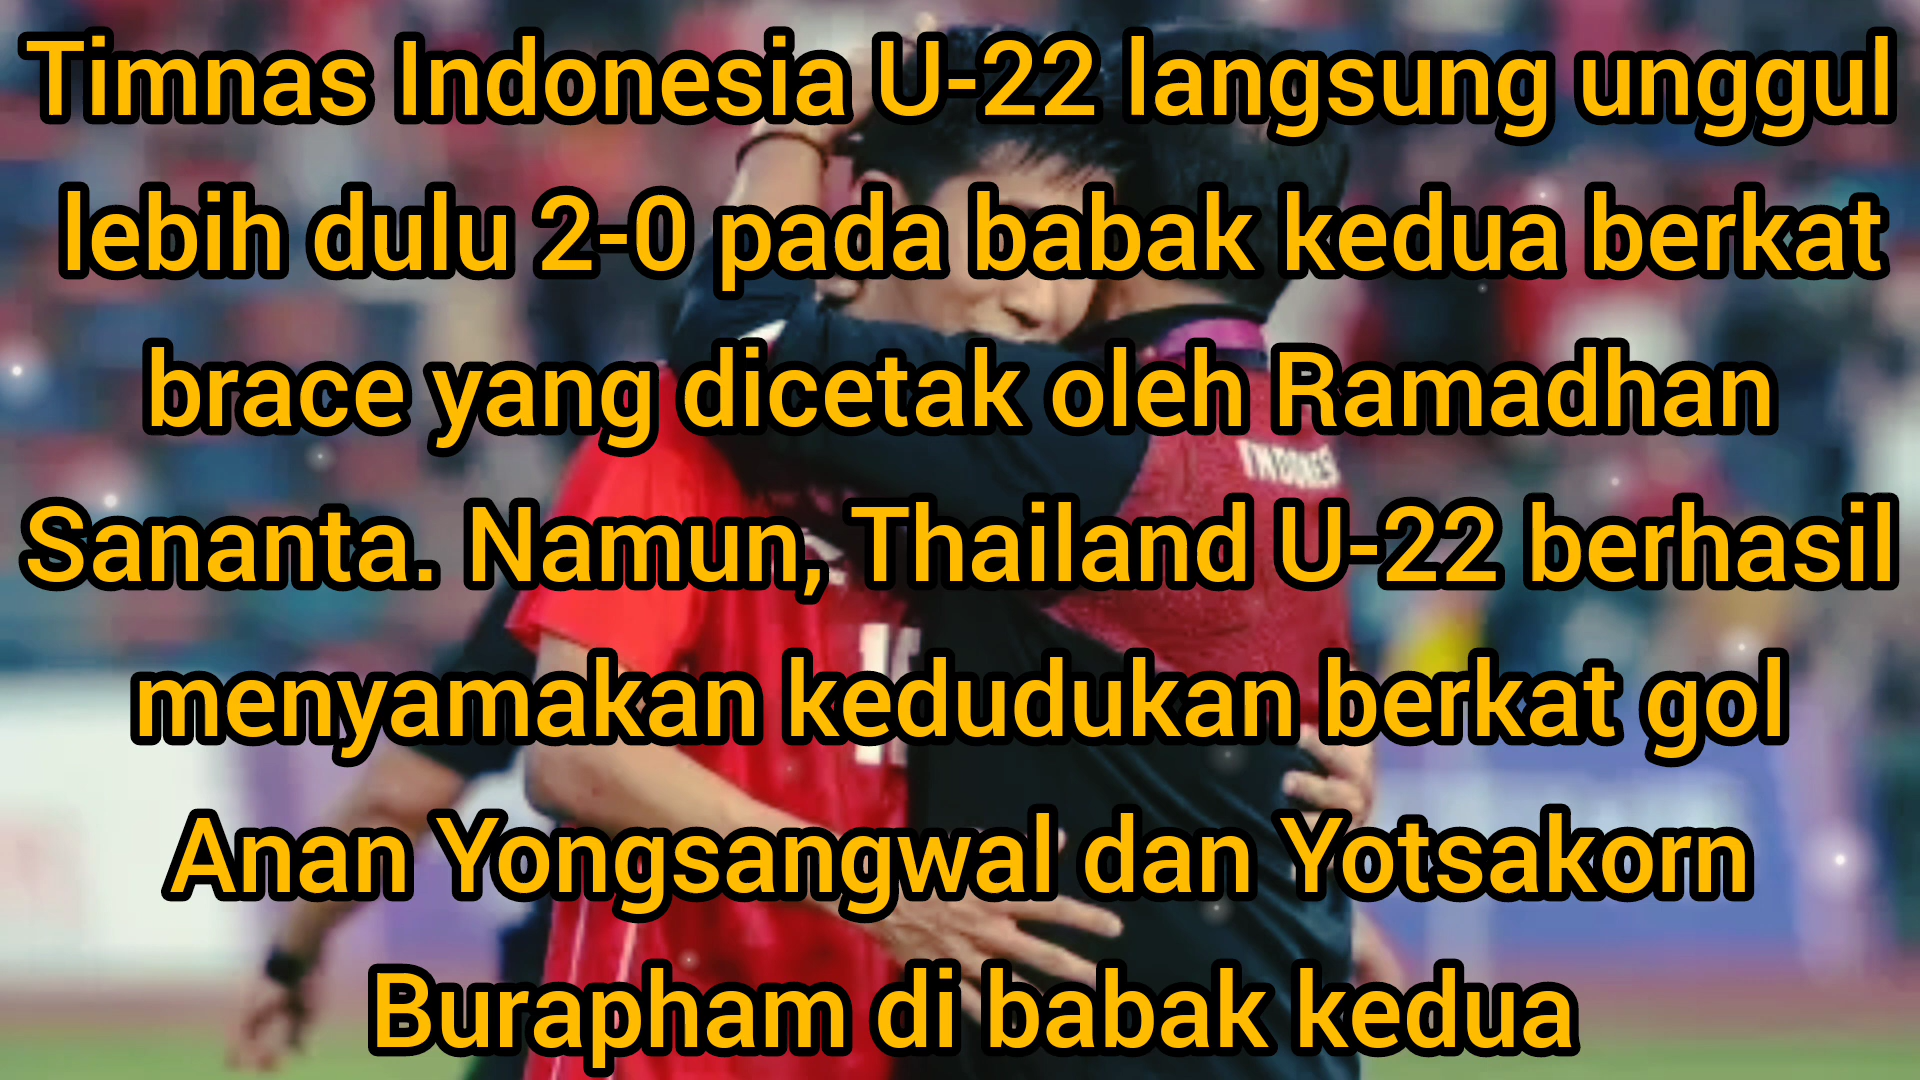 Timnas Indonesia U-22 langsung unggul
lebih dulu 2-0 pada babak kedua berkat
brace yang dicetak oleh Ramadhan
Sananta. Namun, Thailand U-22 berhasil
menyamakan kedudukan berkat gol
Anan Yongsangwal dan Yotsakorn
Burapham di babak kedua
INDONES